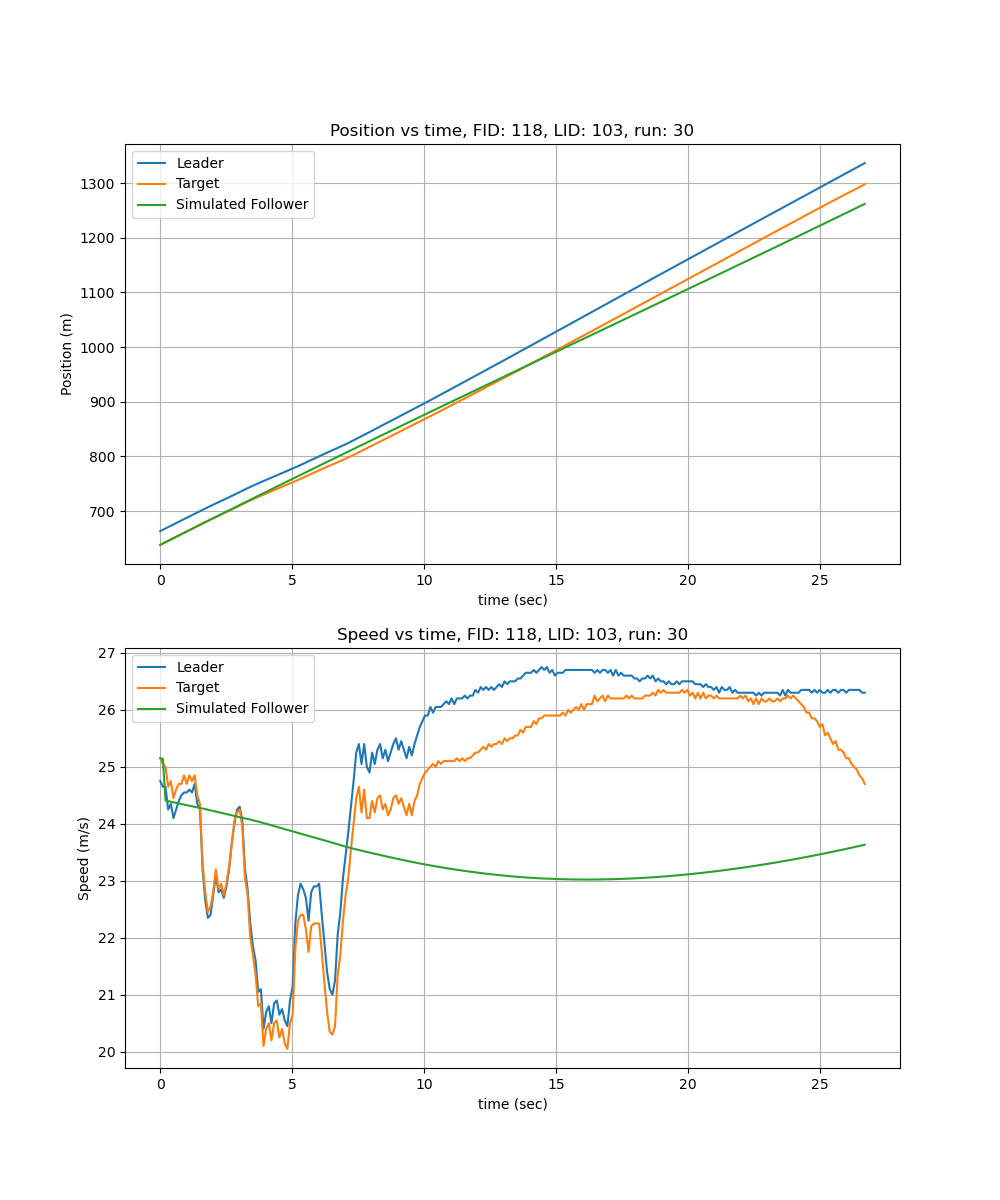 Position vs time, FID: 118, LID: 103, run: 30
Leader
Target
Simulated Follower
1300
1200
1100
1000
900
800
700
Position (m)
0 5 10 15 20 25
time (sec)
Speed vs time, FID: 118, LID: 103, run: 30
Leader
Target
Simulated Follower
27
26
25
24
23
22
21
20
Speed (m/s)
0 5 10 15 20 25
time (sec)